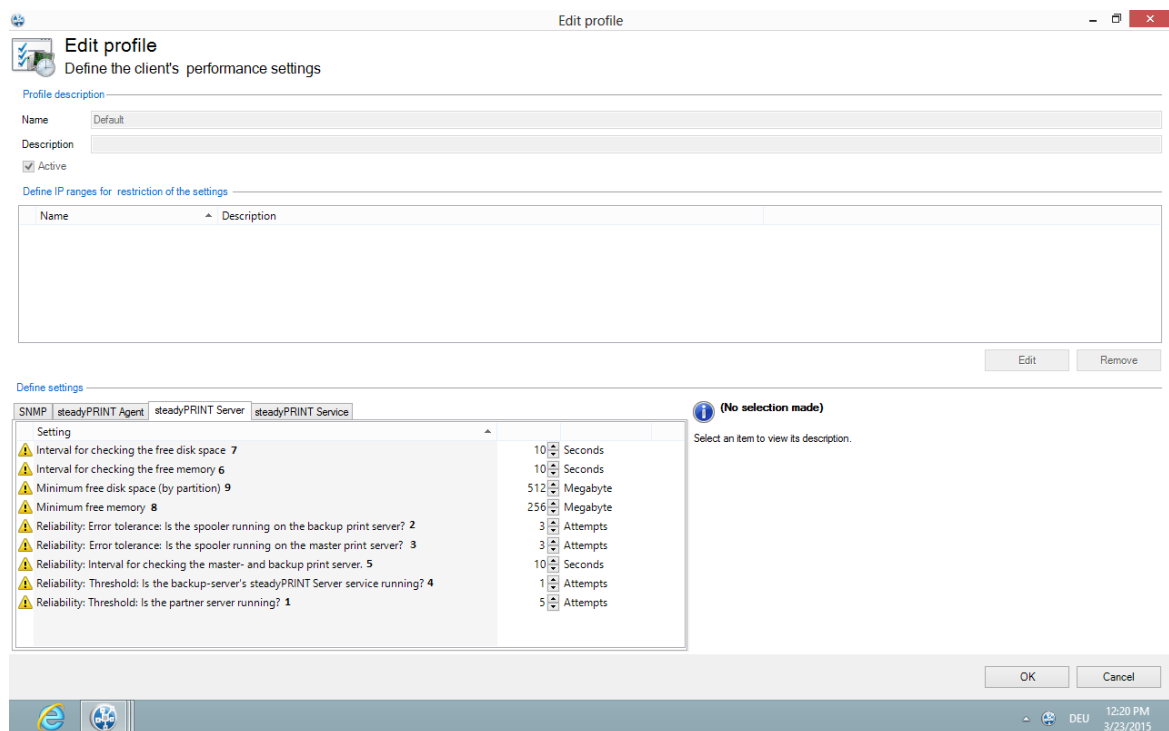 Edit profile
Edit profile
Define the client's performance settings
Profile description
Name Default
Description
Active
Define IP ranges for restriction of the settings
Name Description
Edit Remove
Define settings
SNMP steadyPRINT Agent steadyPRINT Server steadyPRINT Service
Setting
Interval for checking the free disk space 7 10 Seconds
Interval for checking the free memory 6 10 Seconds
Minimum free disk space (by partition) 9 512 Megabyte
Minimum free memory 8 256 Megabyte
Reliability: Error tolerance: Is the spooler running on the backup print server? 2 3 Attempts
Reliability: Error tolerance: Is the spooler running on the master print server? 3 3 Attempts
Reliability: Interval for checking the master- and backup print server. 5 10 Seconds
Reliability: Threshold: Is the backup-server's steadyPRINT Server service running? 4 1 Attempts
Reliability: Threshold: Is the partner server running? 1 5 Attempts
(No selection made)
Select an item to view its description.
OK Cancel
DEU 12:20 PM
3/23/2015